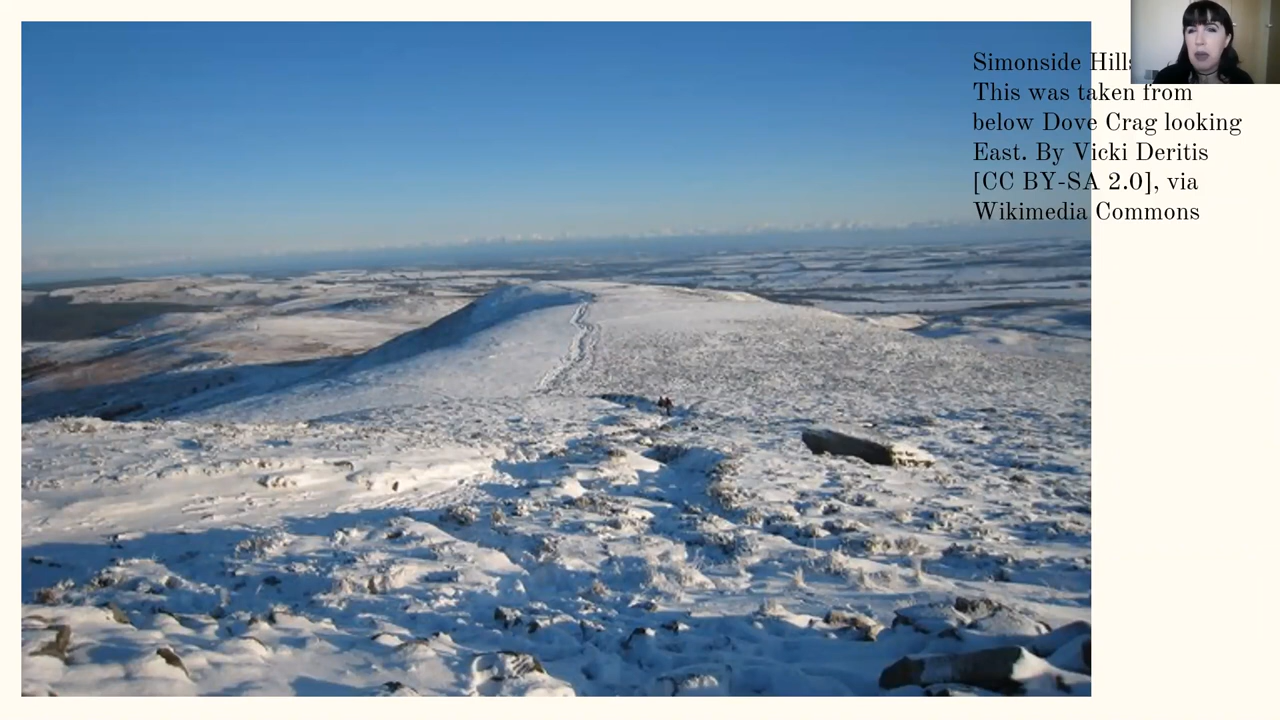 Simonside Hills
This was taken from
below Dove Crag looking
East. By Vicki Deritis
[CC BY-SA 2.0], via
Wikimedia Commons